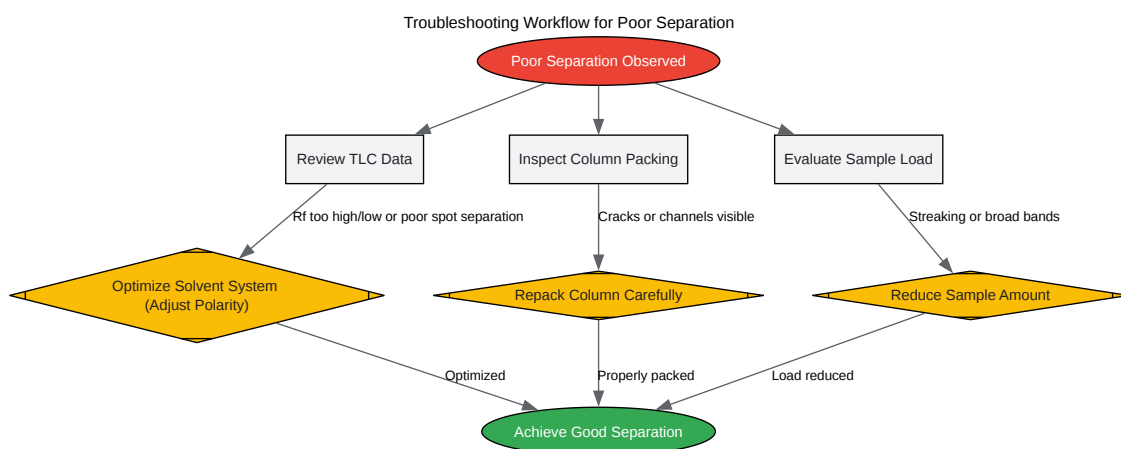 Troubleshooting Workflow for Poor Separation
Poor Separation Observed
Review TLC Data
Inspect Column Packing
Evaluate Sample Load
Rf too high/low or poor spot separation
Cracks or channels visible
Streaking or broad bands
Optimize Solvent System
(Adjust Polarity)
Repack Column Carefully
Reduce Sample Amount
Optimized
Properly packed
Load reduced
Achieve Good Separation